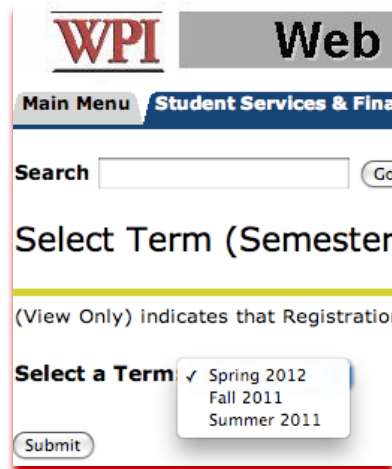 WPI Web
Main Menu Student Services & Fina
Search Go
Select Term (Semester
(View Only) indicates that Registration
Select a Term: ✓ Spring 2012
Fall 2011
Summer 2011
Submit